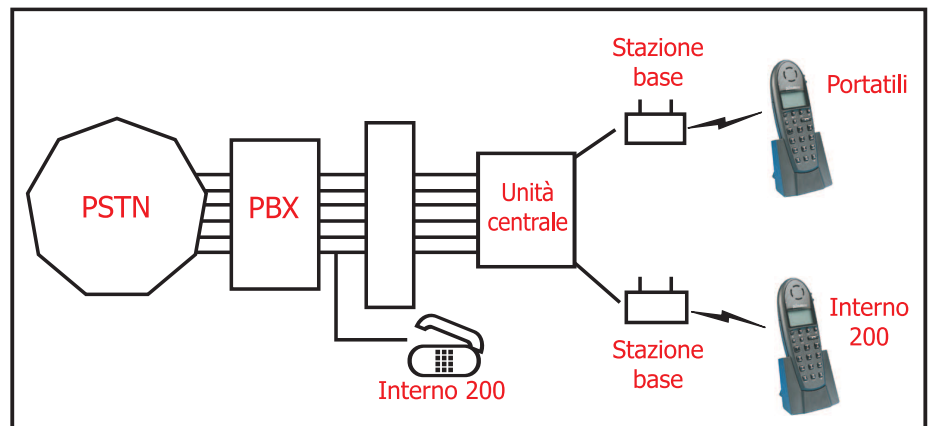 Stazione
base
Portatili
PSTN
PBX
Unità
centrale
Interno
200
Stazione
base
Interno 200